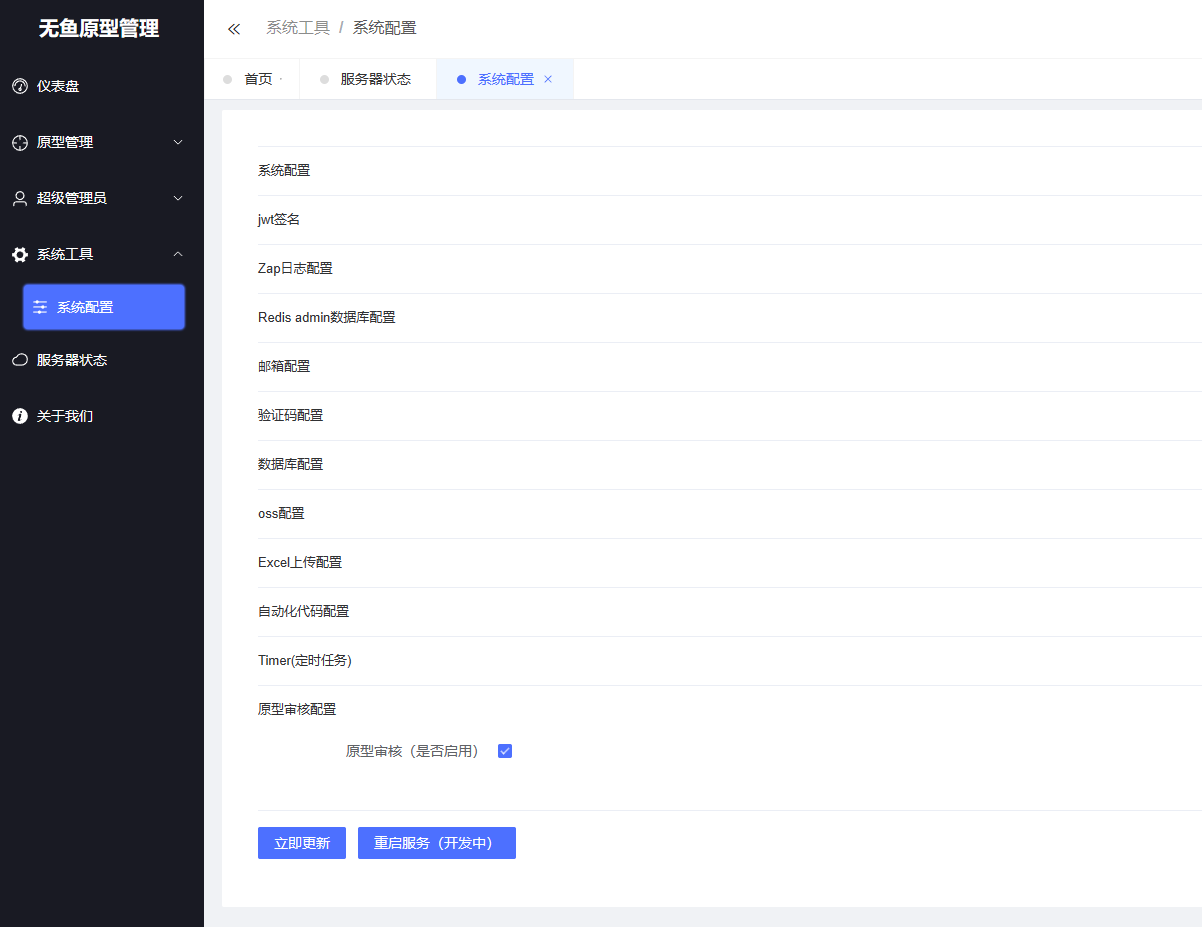 无鱼原型管理
系统工具 / 系统配置
首页
服务器状态
系统配置
仪表盘
原型管理
超级管理员
系统工具
系统配置
服务器状态
关于我们
系统配置
jwt签名
Zap日志配置
Redis admin数据库配置
邮箱配置
验证码配置
数据库配置
oss配置
Excel上传配置
自动化代码配置
Timer(定时任务)
原型审核配置
原型审核（是否启用）
立即更新
重启服务（开发中）